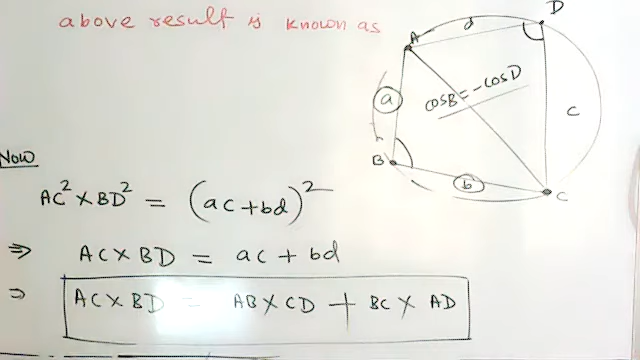 above result is known as
A
d
D
a
cosB = -cosD
c
B
b
C
Now
AC² × BD² = (ac+bd)²
⇒ AC × BD = ac + bd
⇒ AC × BD = AB × CD + BC × AD